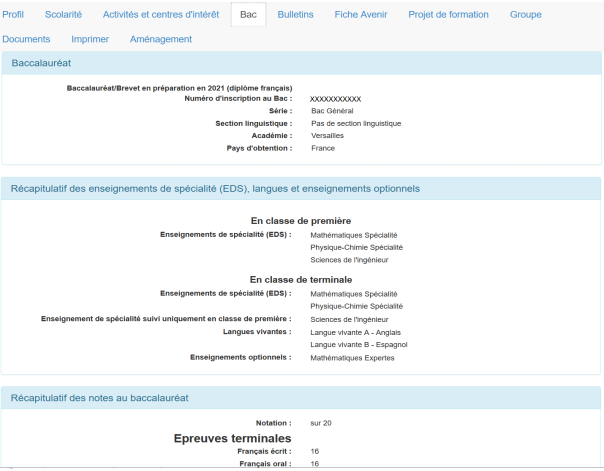 Profil Scolarité Activités et centres d'intérêt Bac Bulletins Fiche Avenir Projet de formation Groupe
Documents Imprimer Aménagement
Baccalauréat
Baccalauréat/Brevet en préparation en 2021 (diplôme français)
Numéro d'inscription au Bac : XXXXXXXXXXX
Série : Bac Général
Section linguistique : Pas de section linguistique
Académie : Versailles
Pays d'obtention : France
Récapitulatif des enseignements de spécialité (EDS), langues et enseignements optionnels
En classe de première
Enseignements de spécialité (EDS) : Mathématiques Spécialité
Physique-Chimie Spécialité
Sciences de l'ingénieur
En classe de terminale
Enseignements de spécialité (EDS) : Mathématiques Spécialité
Physique-Chimie Spécialité
Enseignement de spécialité suivi uniquement en classe de première : Sciences de l'ingénieur
Langues vivantes : Langue vivante A - Anglais
Langue vivante B - Espagnol
Enseignements optionnels : Mathématiques Expertes
Récapitulatif des notes au baccalauréat
Notation : sur 20
Epreuves terminales
Français écrit : 16
Français oral : 16